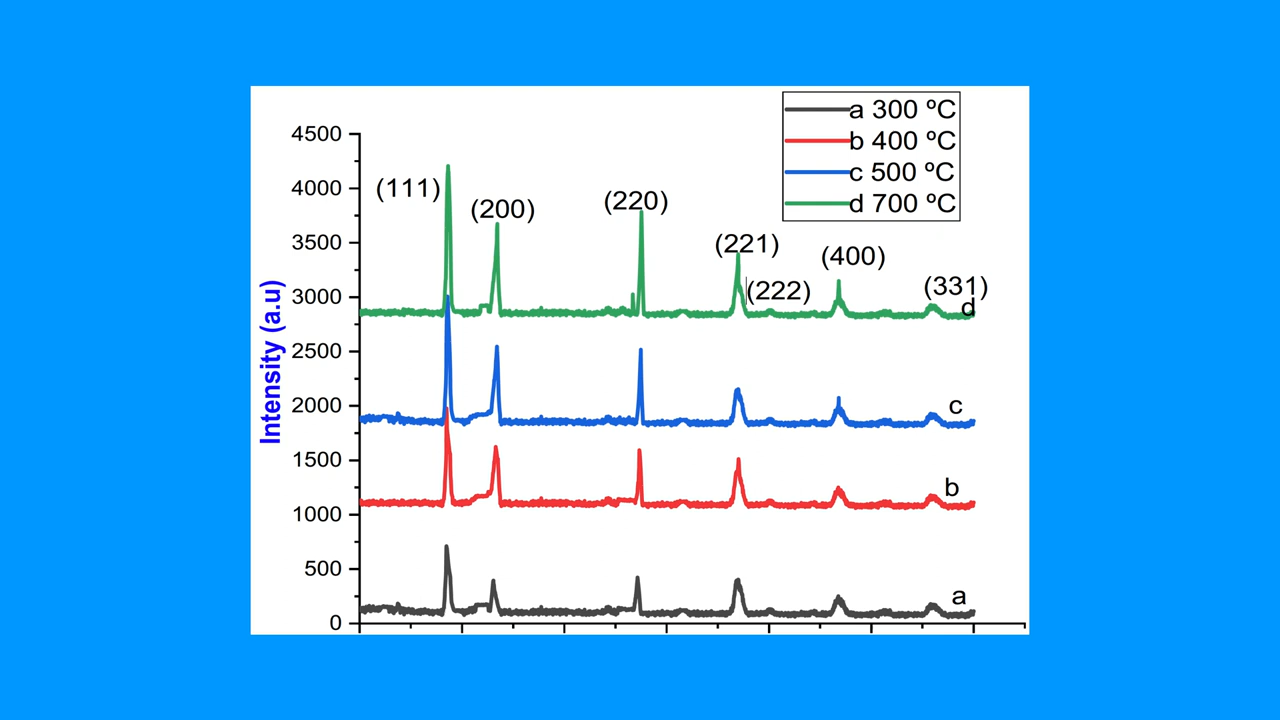 a 300 ºC
b 400 ºC
c 500 ºC
d 700 ºC
4500
4000
3500
3000
2500
2000
1500
1000
500
0
Intensity (a.u)
(111)
(200)
(220)
(221)
(222)
(400)
(331)
d
c
b
a